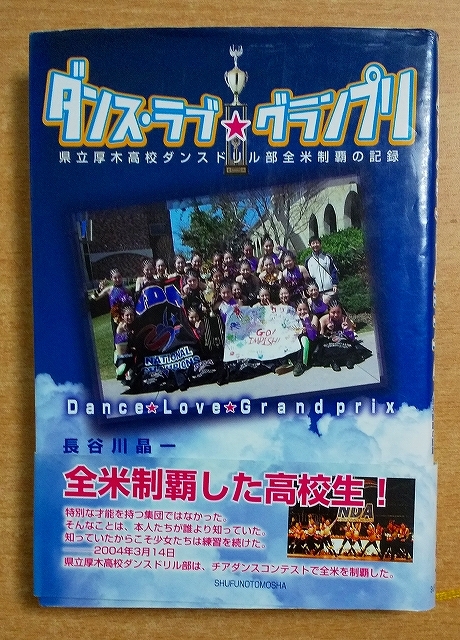 ダンス・ラブ★グランプリ
県立厚木高校ダンスドリル部全米制覇の記録
NDA
NATIONAL
CHAMPIONS
GO!
IMPISH!
Dance★Love★Grand prix
長谷川晶一
全米制覇した高校生！
特別な才能を持つ集団ではなかった。
そんなことは、本人たちが誰より知っていた。
知っていたからこそ少女たちは練習を続けた。
――2004年3月14日
県立厚木高校ダンスドリル部は、チアダンスコンテストで全米を制覇した。
NDA
SHUFUNOTOMOSHA